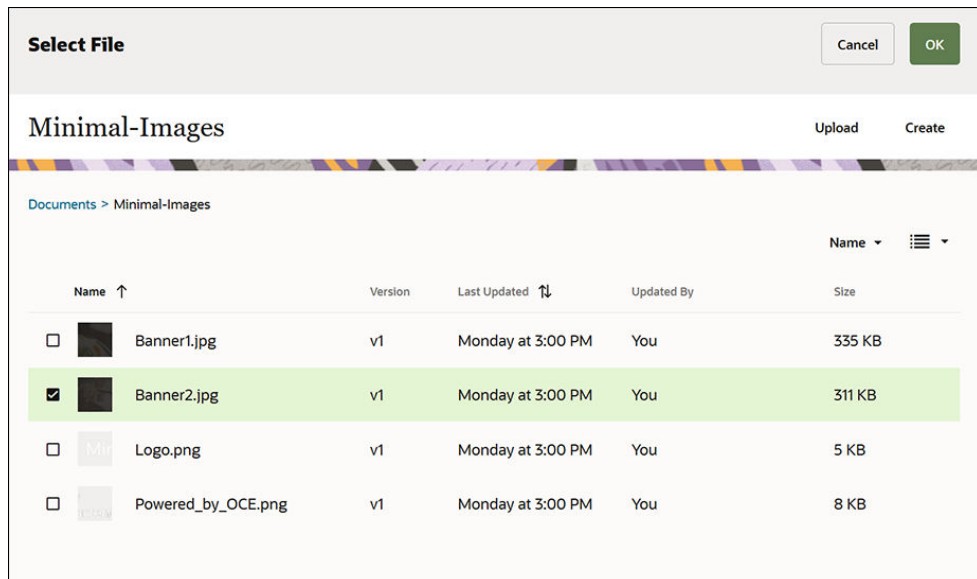 Select File
Cancel
OK
Minimal-Images
Upload
Create
Documents > Minimal-Images
Name
Name Version Last Updated Updated By Size
Banner1.jpg v1 Monday at 3:00 PM You 335 KB
Banner2.jpg v1 Monday at 3:00 PM You 311 KB
Logo.png v1 Monday at 3:00 PM You 5 KB
Powered_by_OCE.png v1 Monday at 3:00 PM You 8 KB